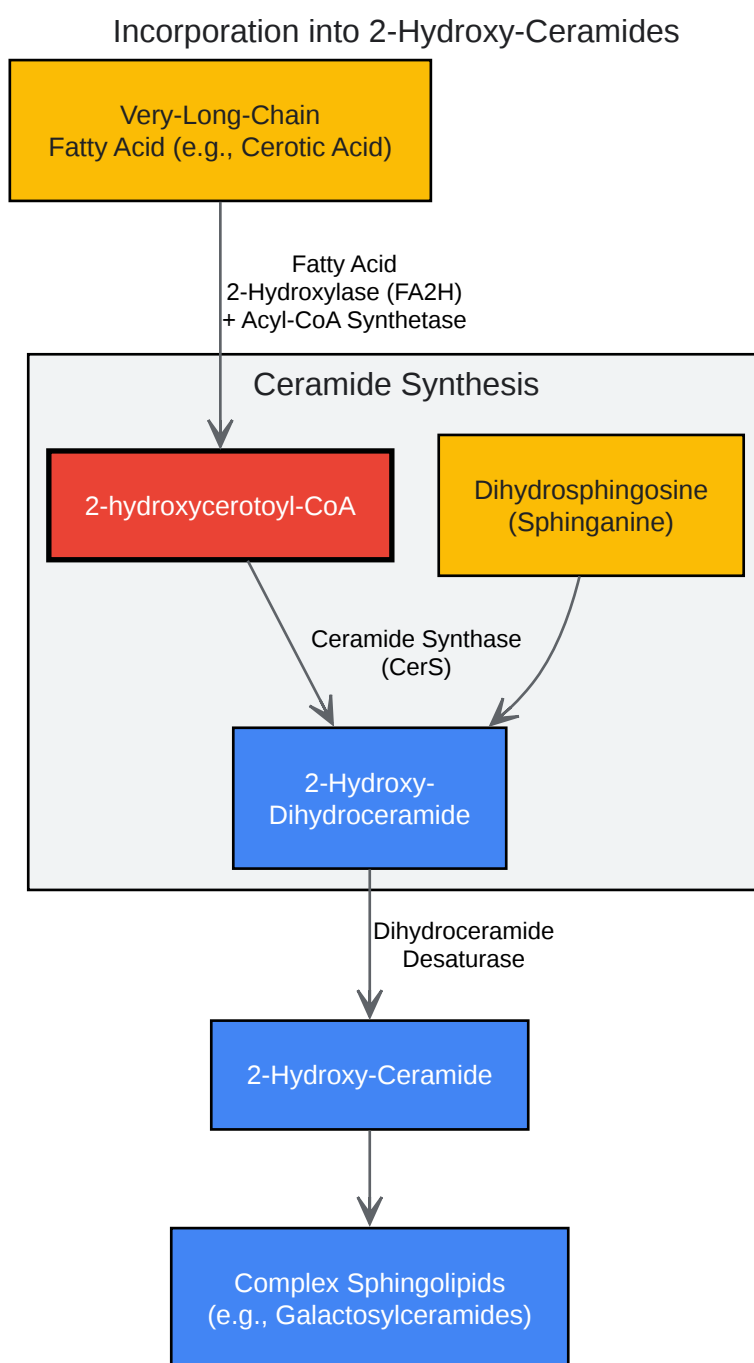 Incorporation into 2-Hydroxy-Ceramides
Very-Long-Chain
Fatty Acid (e.g., Cerotic Acid)
Fatty Acid
2-Hydroxylase (FA2H)
+ Acyl-CoA Synthetase
Ceramide Synthesis
2-hydroxycerotoyl-CoA
Dihydrosphingosine
(Sphinganine)
Ceramide Synthase
(CerS)
2-Hydroxy-
Dihydroceramide
Dihydroceramide
Desaturase
2-Hydroxy-Ceramide
Complex Sphingolipids
(e.g., Galactosylceramides)